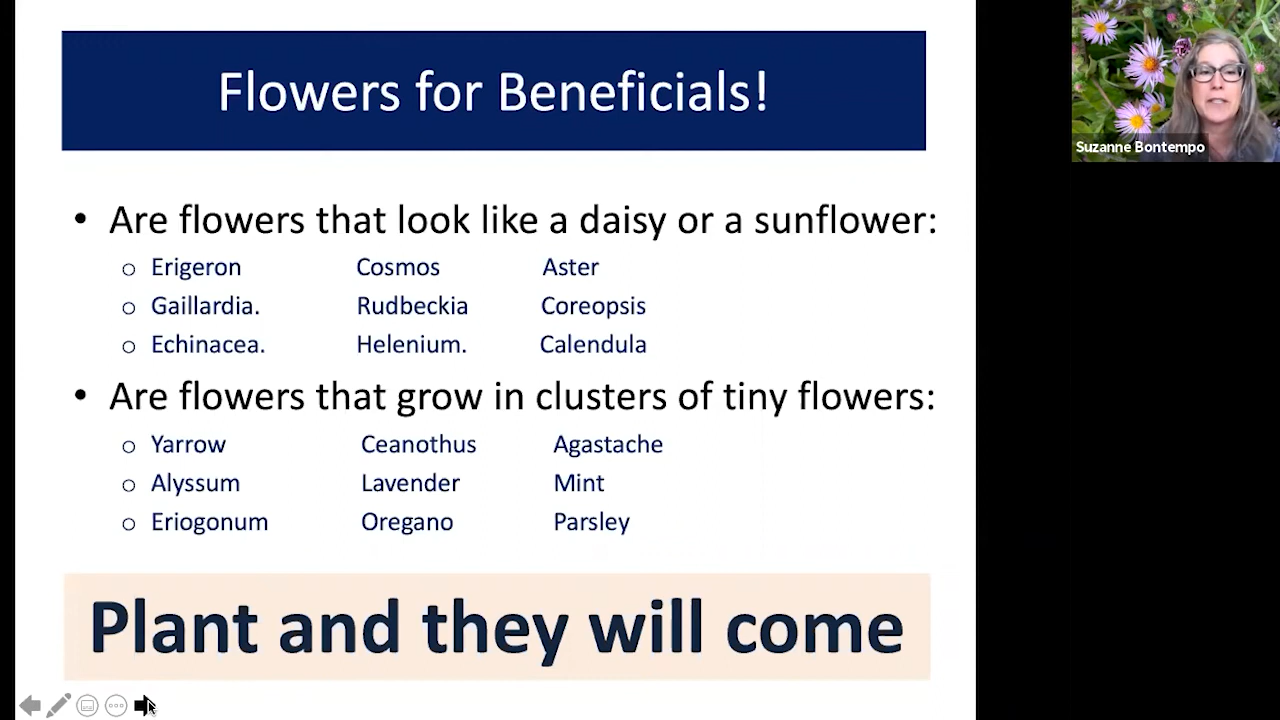 Flowers for Beneficials!
Suzanne Bontempo
• Are flowers that look like a daisy or a sunflower:
o Erigeron Cosmos Aster
o Gaillardia. Rudbeckia Coreopsis
o Echinacea. Helenium. Calendula
• Are flowers that grow in clusters of tiny flowers:
o Yarrow Ceanothus Agastache
o Alyssum Lavender Mint
o Eriogonum Oregano Parsley
Plant and they will come